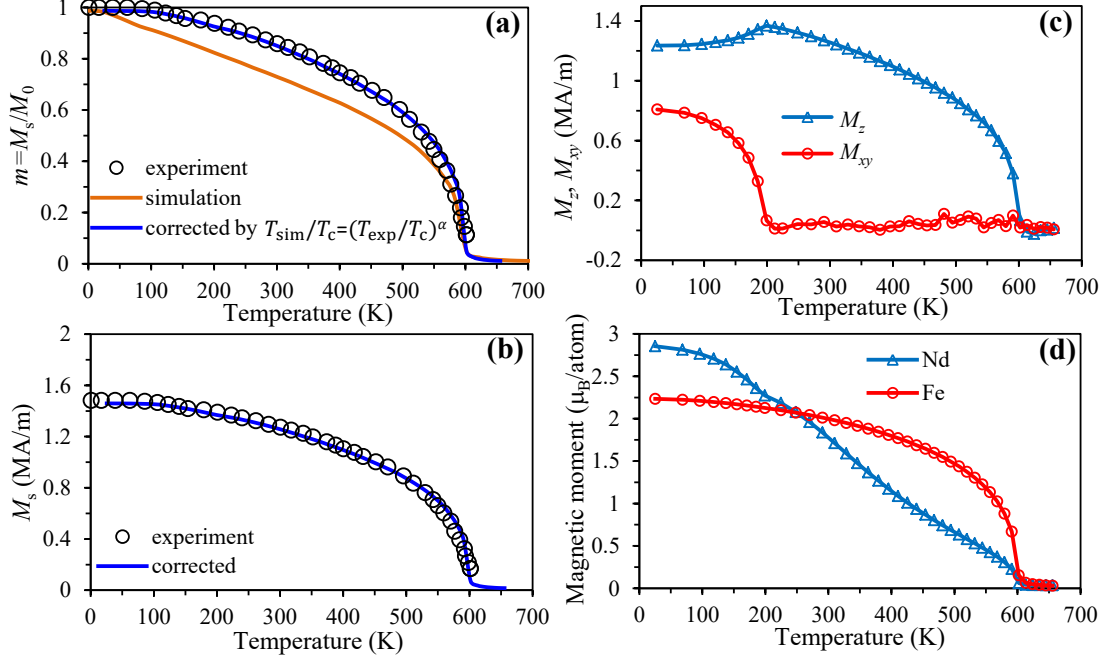 (a)
1
0.8
0.6
0.4
0.2
0
m=Ms/M0
experiment
simulation
corrected by Tsim/Tc=(Texp/TC)^α
0 100 200 300 400 500 600 700
Temperature (K)
(c)
1.8
1.4
1
0.6
0.2
-0.2
Mz, Mxy (MA/m)
Mz
Mxy
0 100 200 300 400 500 600 700
Temperature (K)
(b)
2
1.6
1.2
0.8
0.4
0
Ms (MA/m)
experiment
corrected
0 100 200 300 400 500 600 700
Temperature (K)
(d)
3
2.5
2
1.5
1
0.5
0
Magnetic moment (μB/atom)
Nd
Fe
0 100 200 300 400 500 600 700
Temperature (K)